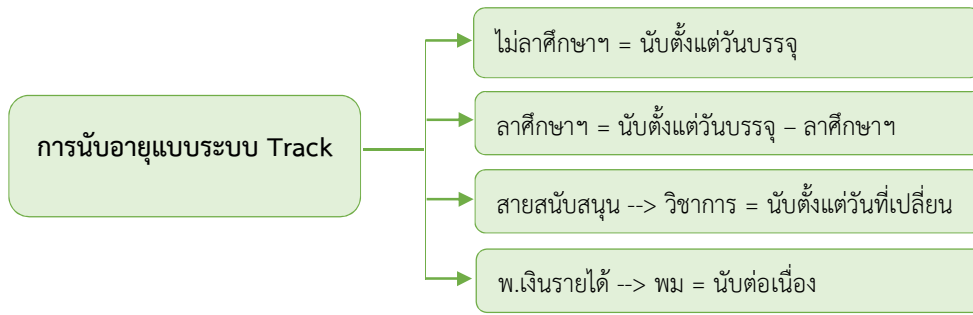 ไม่ลาศึกษาฯ = นับตั้งแต่วันบรรจุ
ลาศึกษาฯ = นับตั้งแต่วันบรรจุ – ลาศึกษาฯ
การนับอายุแบบระบบ Track
สายสนับสนุน --> วิชาการ = นับตั้งแต่วันที่เปลี่ยน
พ.เงินรายได้ --> พม = นับต่อเนื่อง